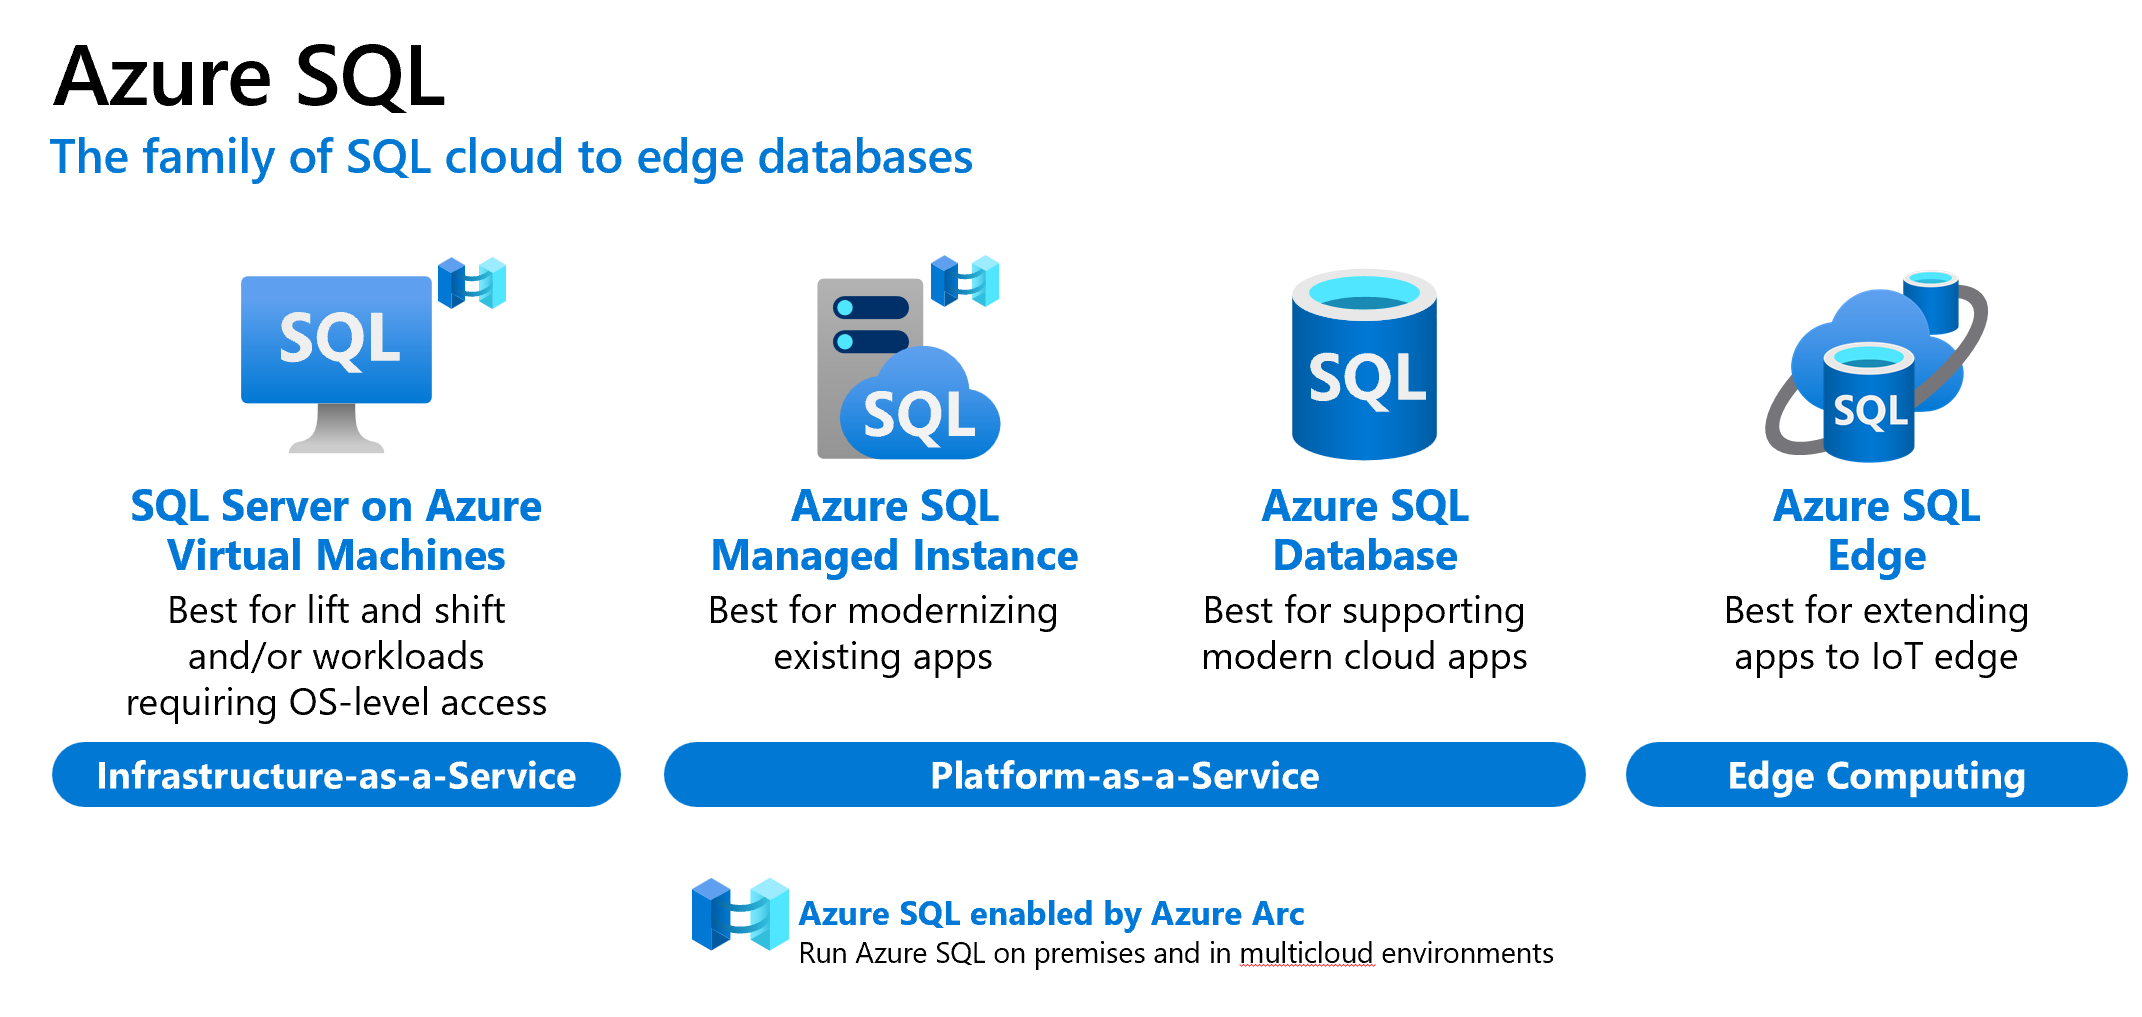 Azure SQL
The family of SQL cloud to edge databases
SQL
SQL Server on Azure
Virtual Machines
Best for lift and shift
and/or workloads
requiring OS-level access
SQL
Azure SQL
Managed Instance
Best for modernizing
existing apps
SQL
Azure SQL
Database
Best for supporting
modern cloud apps
SQL
Azure SQL
Edge
Best for extending
apps to IoT edge
Infrastructure-as-a-Service
Platform-as-a-Service
Edge Computing
Azure SQL enabled by Azure Arc
Run Azure SQL on premises and in multicloud environments